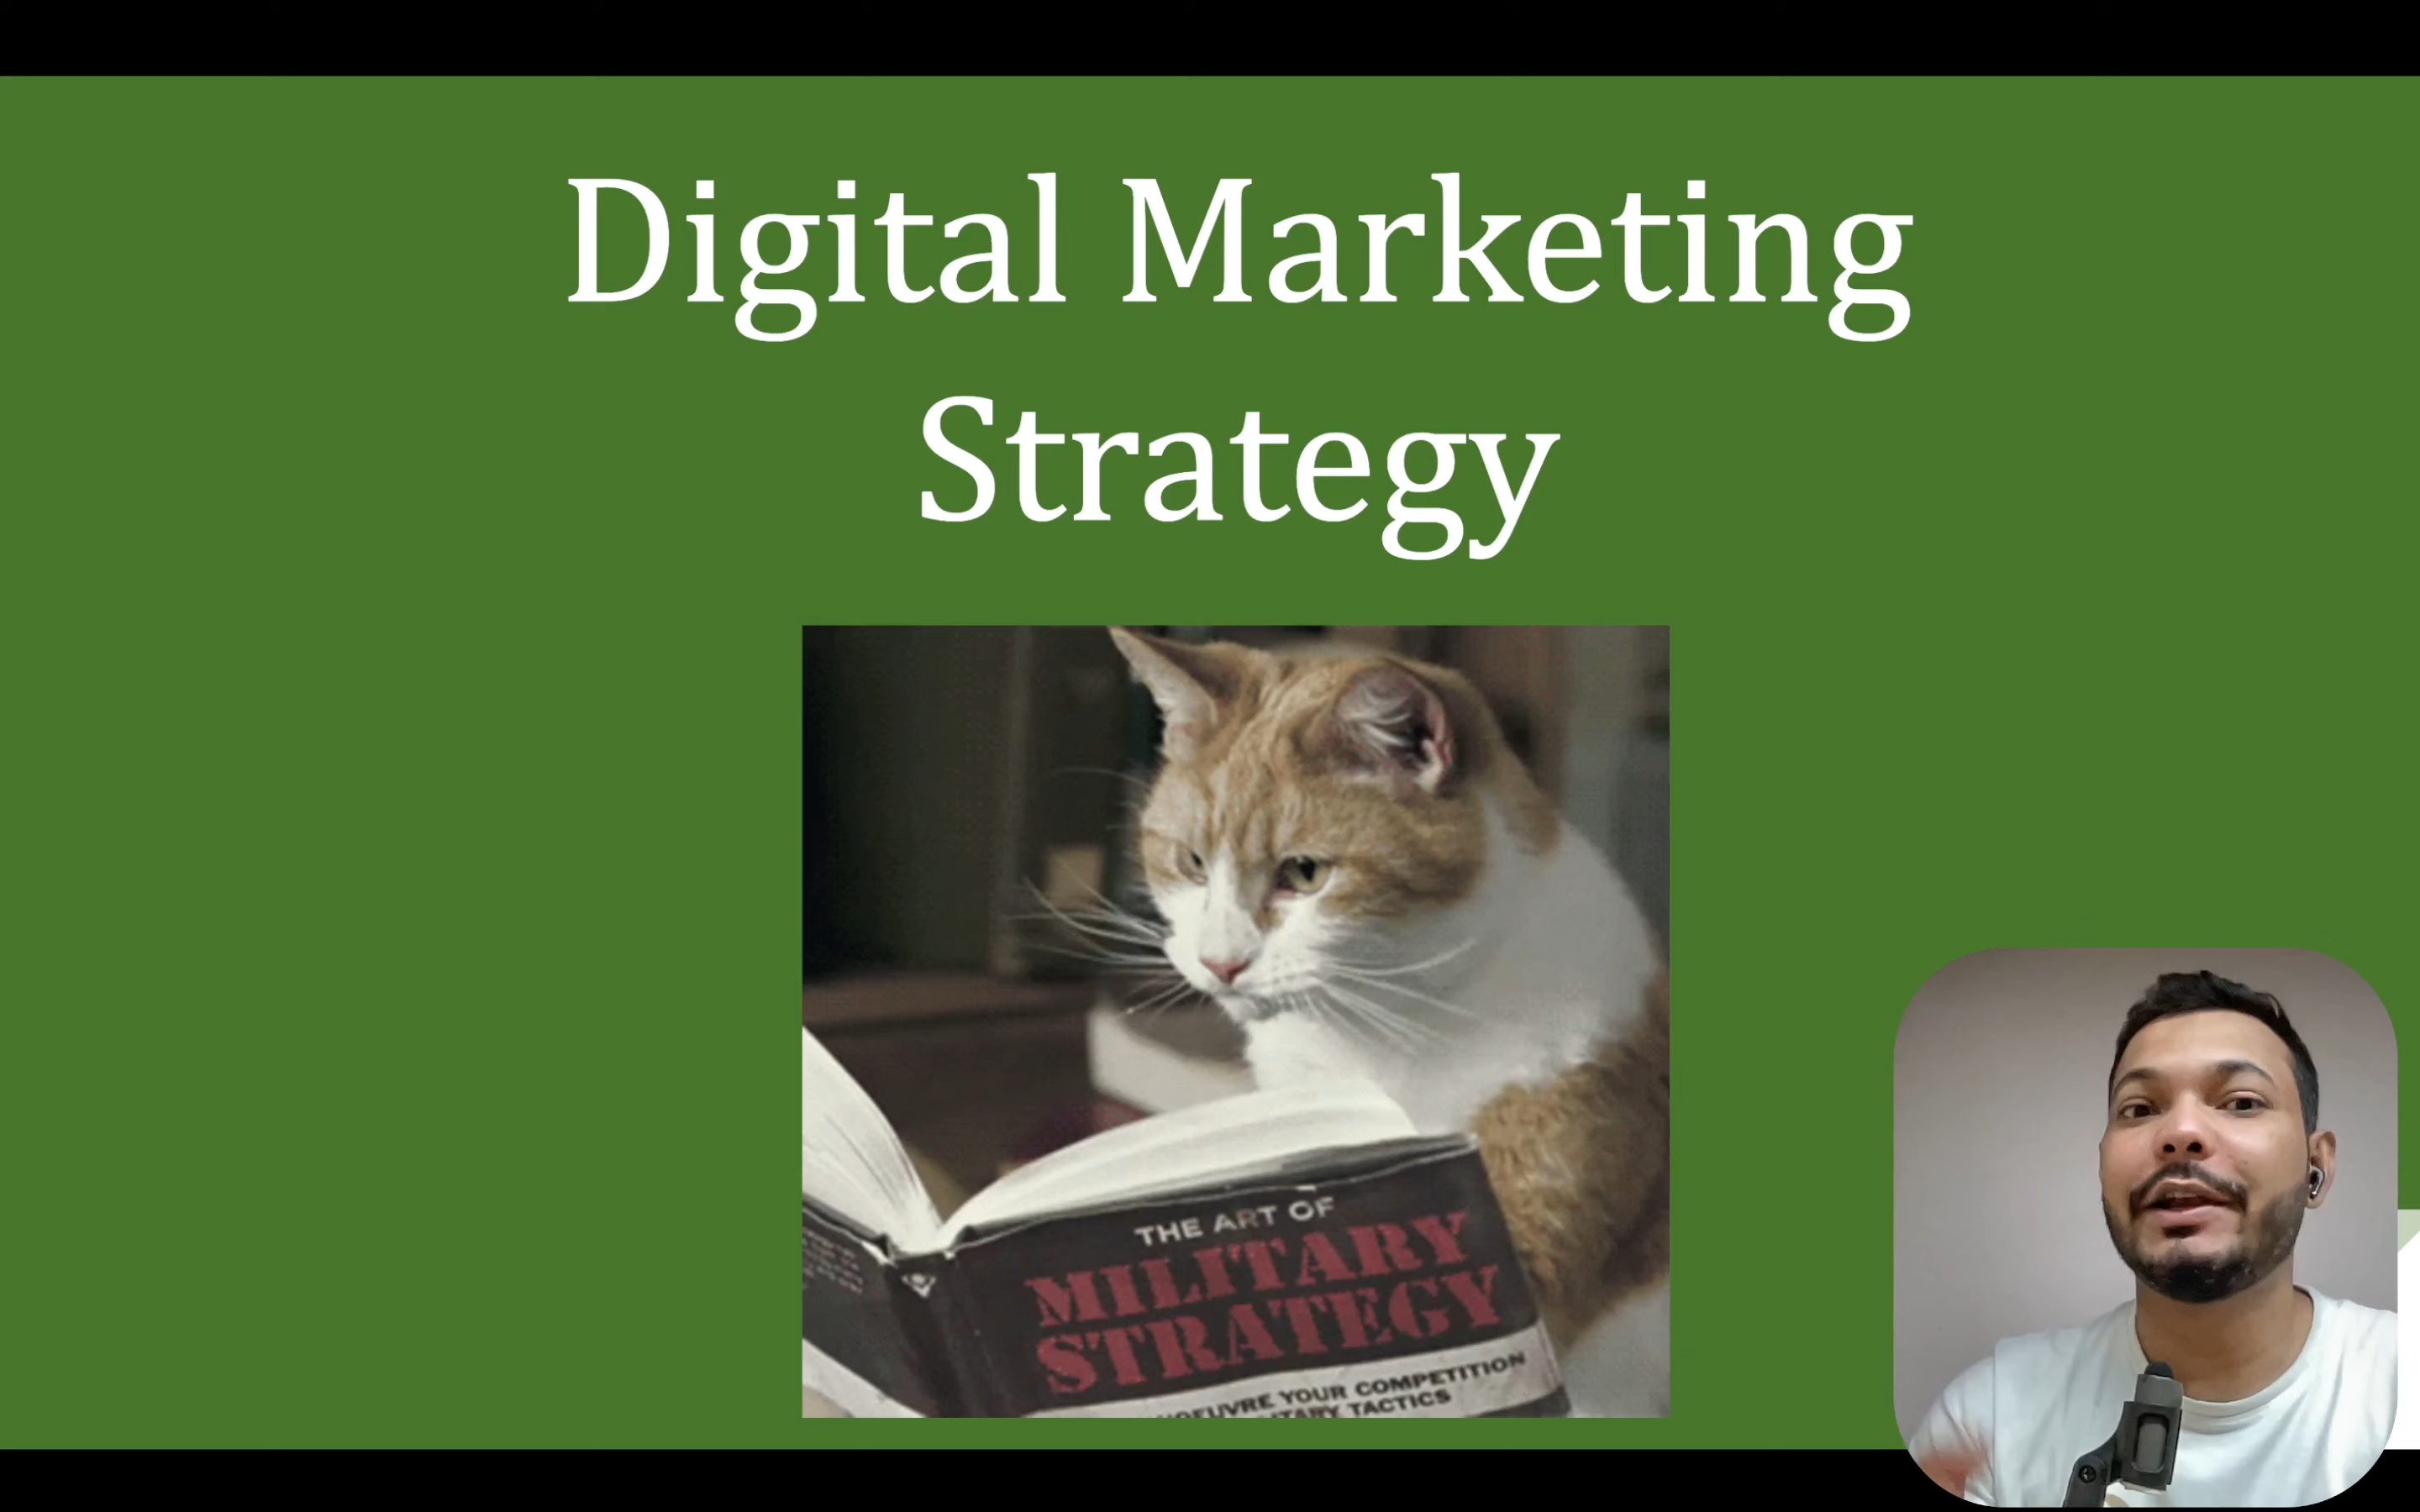 Digital Marketing
Strategy
THE ART OF
MILITARY
STRATEGY
YOUR COMPETITION
TACTICS